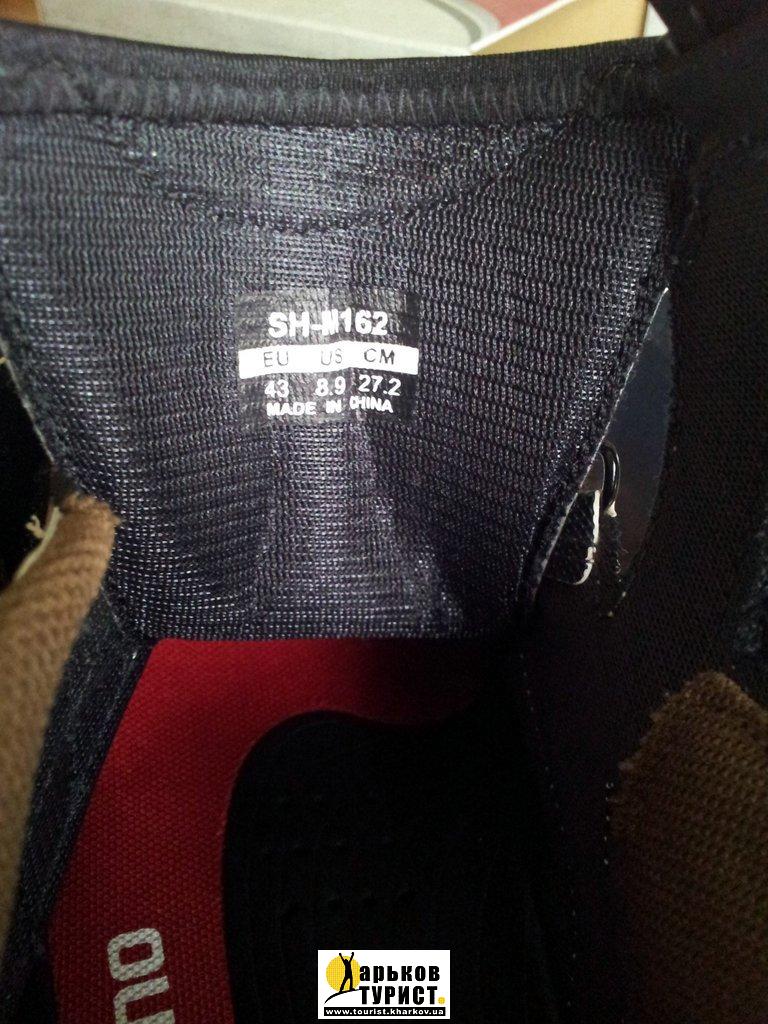 SH-M162
EU US CM
43 8.9 27.2
MADE IN CHINA
Харьков
ТУРИСТ.
www.tourist.kharkov.ua